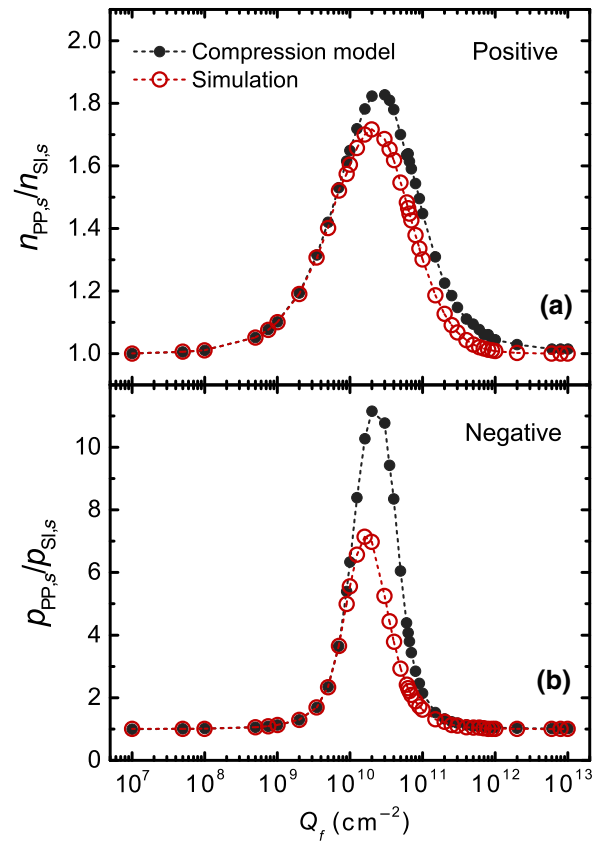 2.0
1.8
1.6
1.4
1.2
1.0
n_PP,s/n_SI,s
Compression model
Simulation
Positive
(a)
10
8
6
4
2
0
p_PP,s/p_SI,s
Negative
(b)
10^7 10^8 10^9 10^10 10^11 10^12 10^13
Q_f (cm^−2)